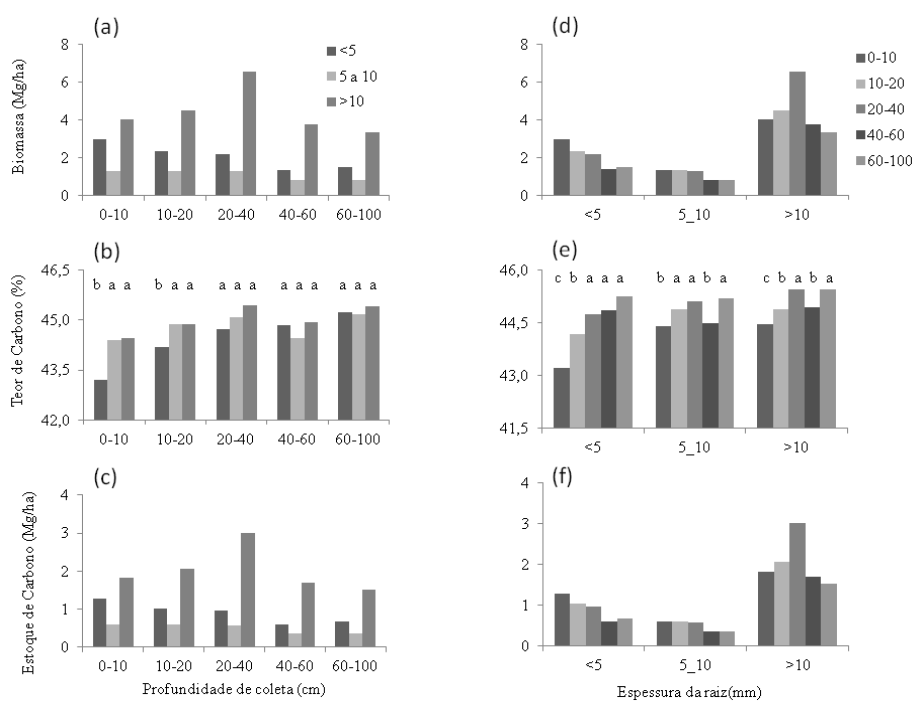 (a)
Biomassa (Mg/ha)
8
6
4
2
0
<5
5 a 10
>10
0-10 10-20 20-40 40-60 60-100
(d)
8
6
4
2
0
0-10
10-20
20-40
40-60
60-100
<5 5_10 >10
(b)
Teor de Carbono (%)
46,5
45,0
43,5
42,0
b a a b a a a a a a a a a a a
0-10 10-20 20-40 40-60 60-100
(e)
46,0
44,5
43,0
41,5
c b a a a b a a b a c b a b a
<5 5_10 >10
(c)
Estoque de Carbono (Mg/ha)
4
3
2
1
0
0-10 10-20 20-40 40-60 60-100
Profundidade de coleta (cm)
(f)
4
3
2
1
0
<5 5_10 >10
Espessura da raiz(mm)